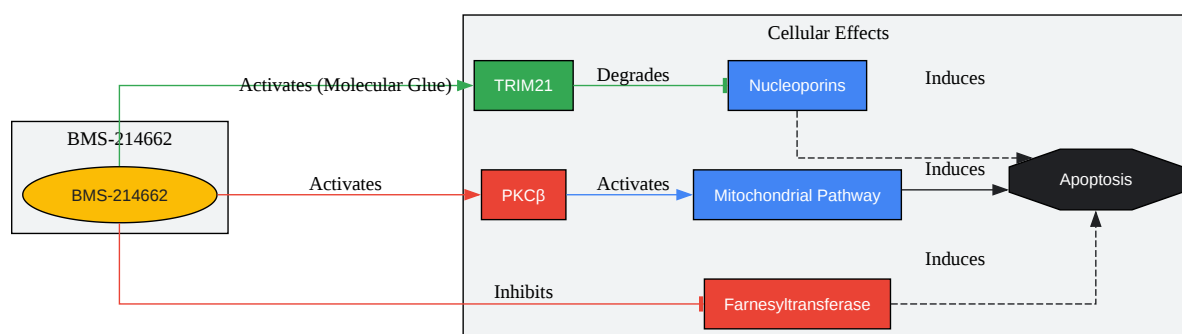 Cellular Effects
Activates (Molecular Glue)
TRIM21
Degrades
Nucleoporins
Induces
BMS-214662
BMS-214662
Activates
PKCβ
Activates
Mitochondrial Pathway
Induces
Apoptosis
Inhibits
Farnesyltransferase
Induces